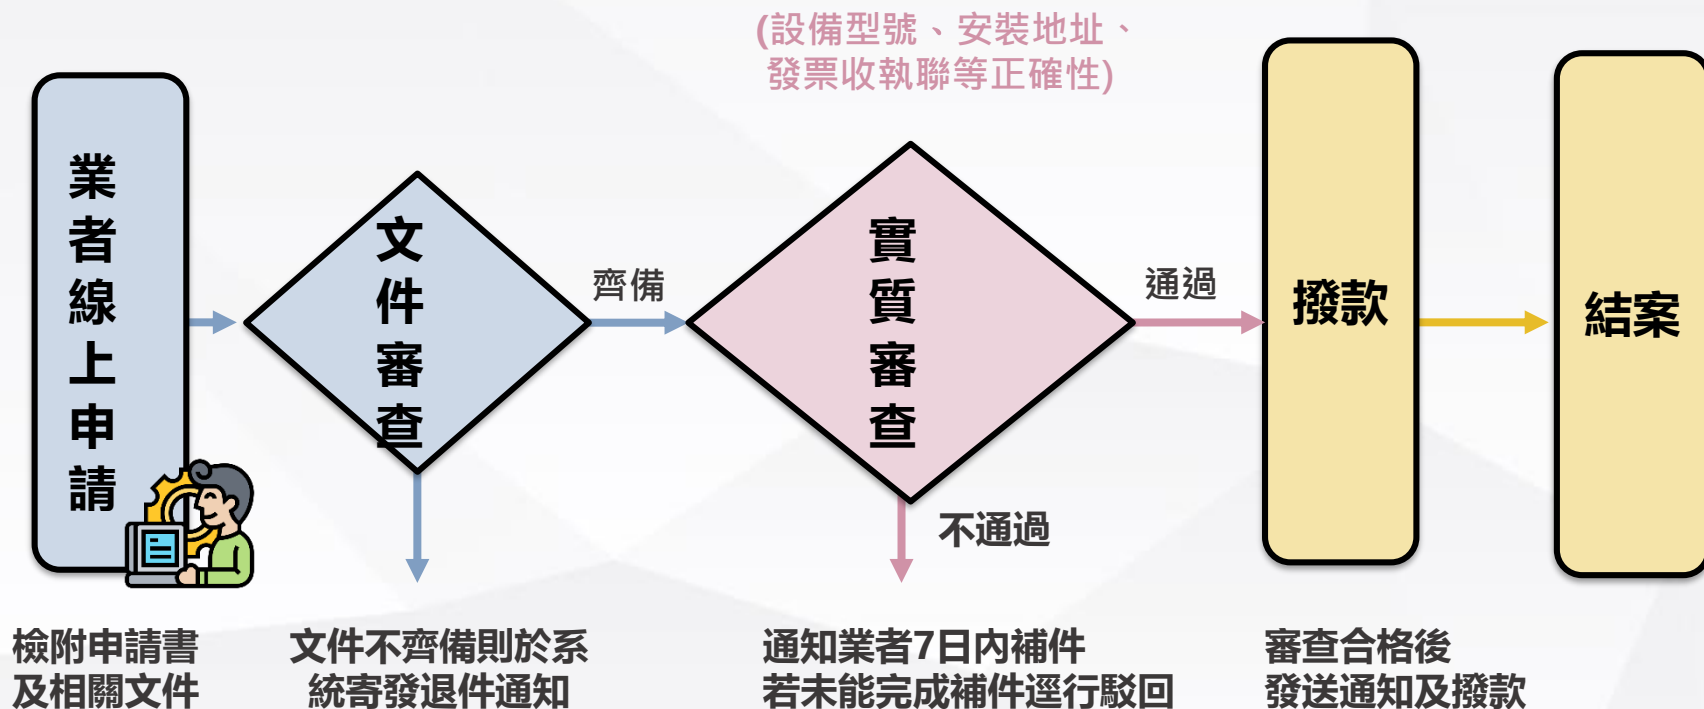 (設備型號、安裝地址、
發票收執聯等正確性)
業者線上申請
文件審查
齊備
實質審查
通過
撥款
結案
不通過
檢附申請書
及相關文件
文件不齊備則於系
統寄發退件通知
通知業者7日內補件
若未能完成補件逕行駁回
審查合格後
發送通知及撥款